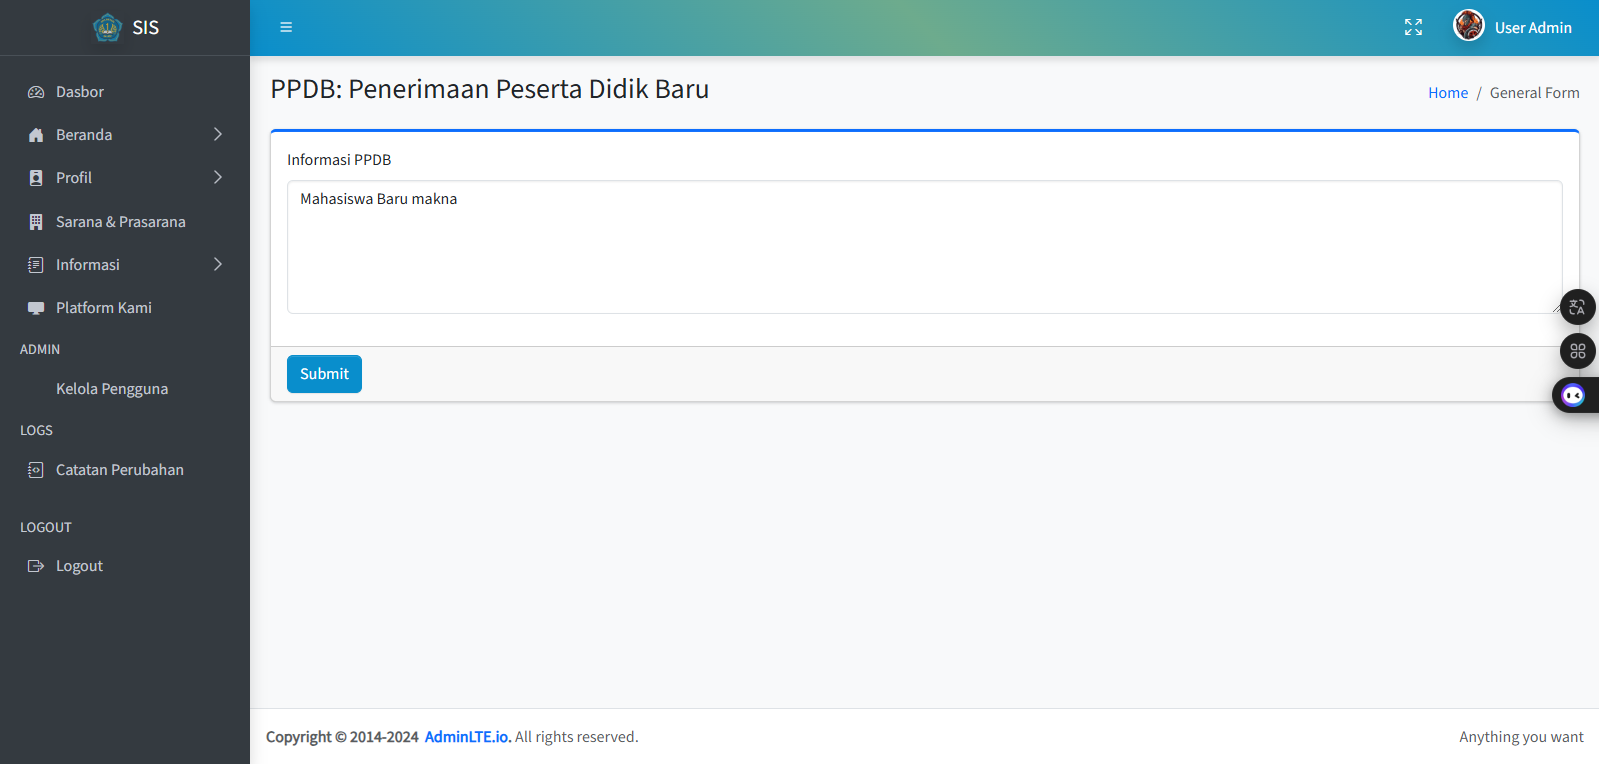 SIS
User Admin
Dasbor
Beranda
Profil
Sarana & Prasarana
Informasi
Platform Kami
ADMIN
Kelola Pengguna
LOGS
Catatan Perubahan
LOGOUT
Logout
PPDB: Penerimaan Peserta Didik Baru
Home / General Form
Informasi PPDB
Mahasiswa Baru makna
Submit
Copyright © 2014-2024 AdminLTE.io. All rights reserved.
Anything you want